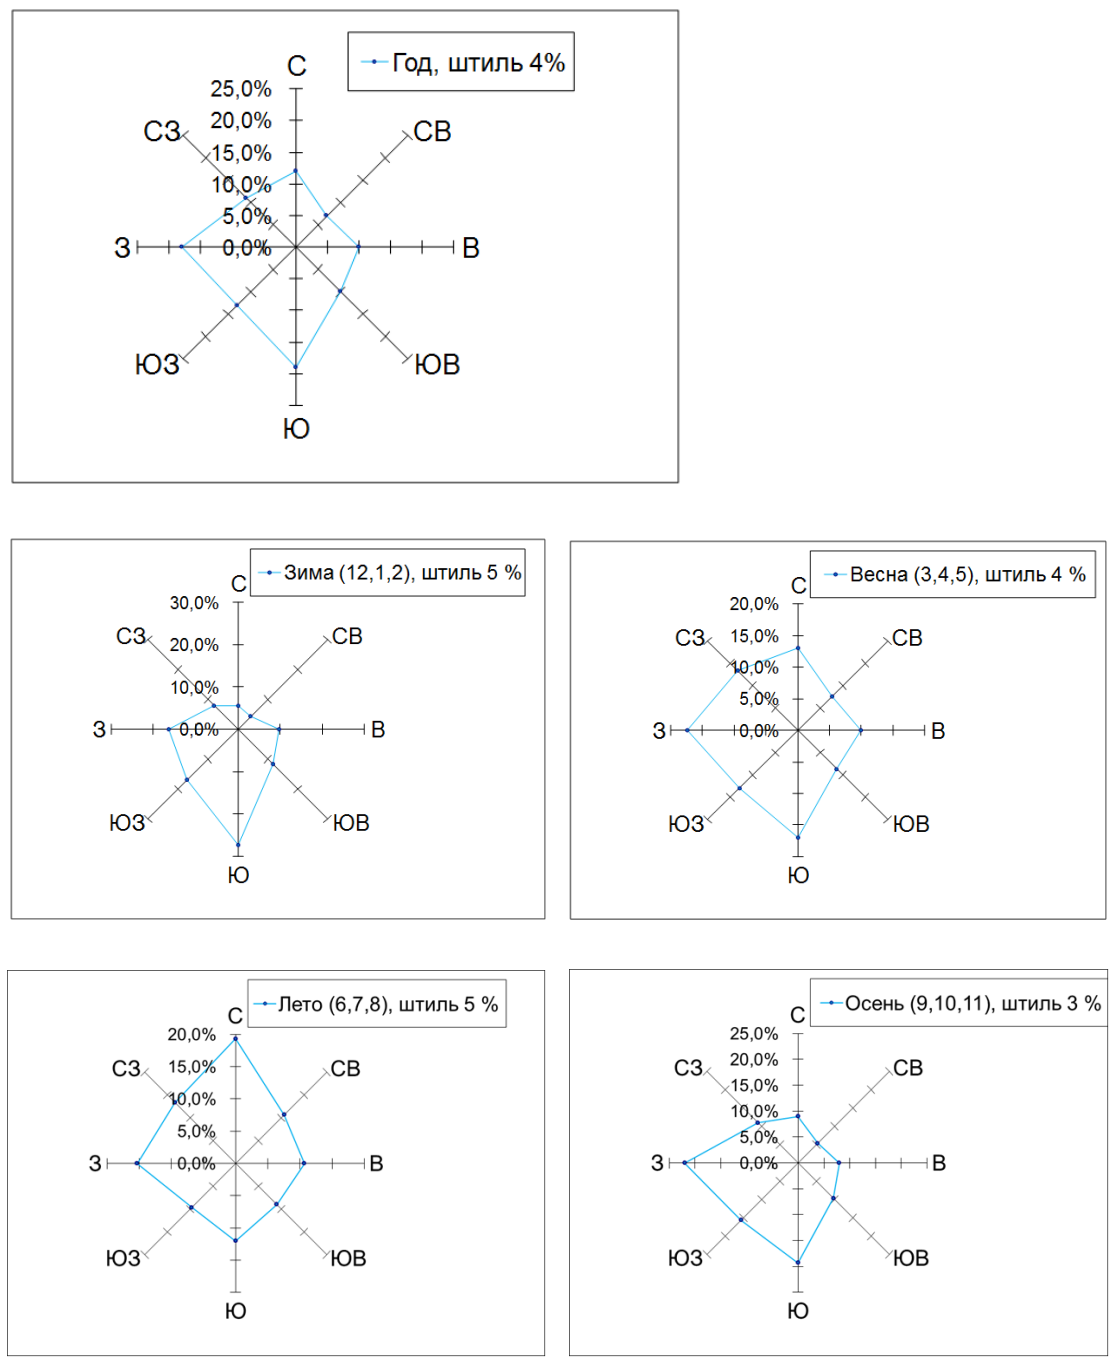 Год, штиль 4%
С
25,0%
20,0%
СЗ
СВ
15,0%
10,0%
5,0%
З
0,0%
В
ЮЗ
ЮВ
Ю
Зима (12,1,2), штиль 5 %
С
30,0%
СЗ
СВ
20,0%
10,0%
З
0,0%
В
ЮЗ
ЮВ
Ю
Весна (3,4,5), штиль 4 %
С
20,0%
СЗ
15,0%
СВ
10,0%
5,0%
З
0,0%
В
ЮЗ
ЮВ
Ю
Лето (6,7,8), штиль 5 %
С
20,0%
СЗ
15,0%
СВ
10,0%
5,0%
З
0,0%
В
ЮЗ
ЮВ
Ю
Осень (9,10,11), штиль 3 %
С
25,0%
20,0%
СЗ
СВ
15,0%
10,0%
5,0%
З
0,0%
В
ЮЗ
ЮВ
Ю